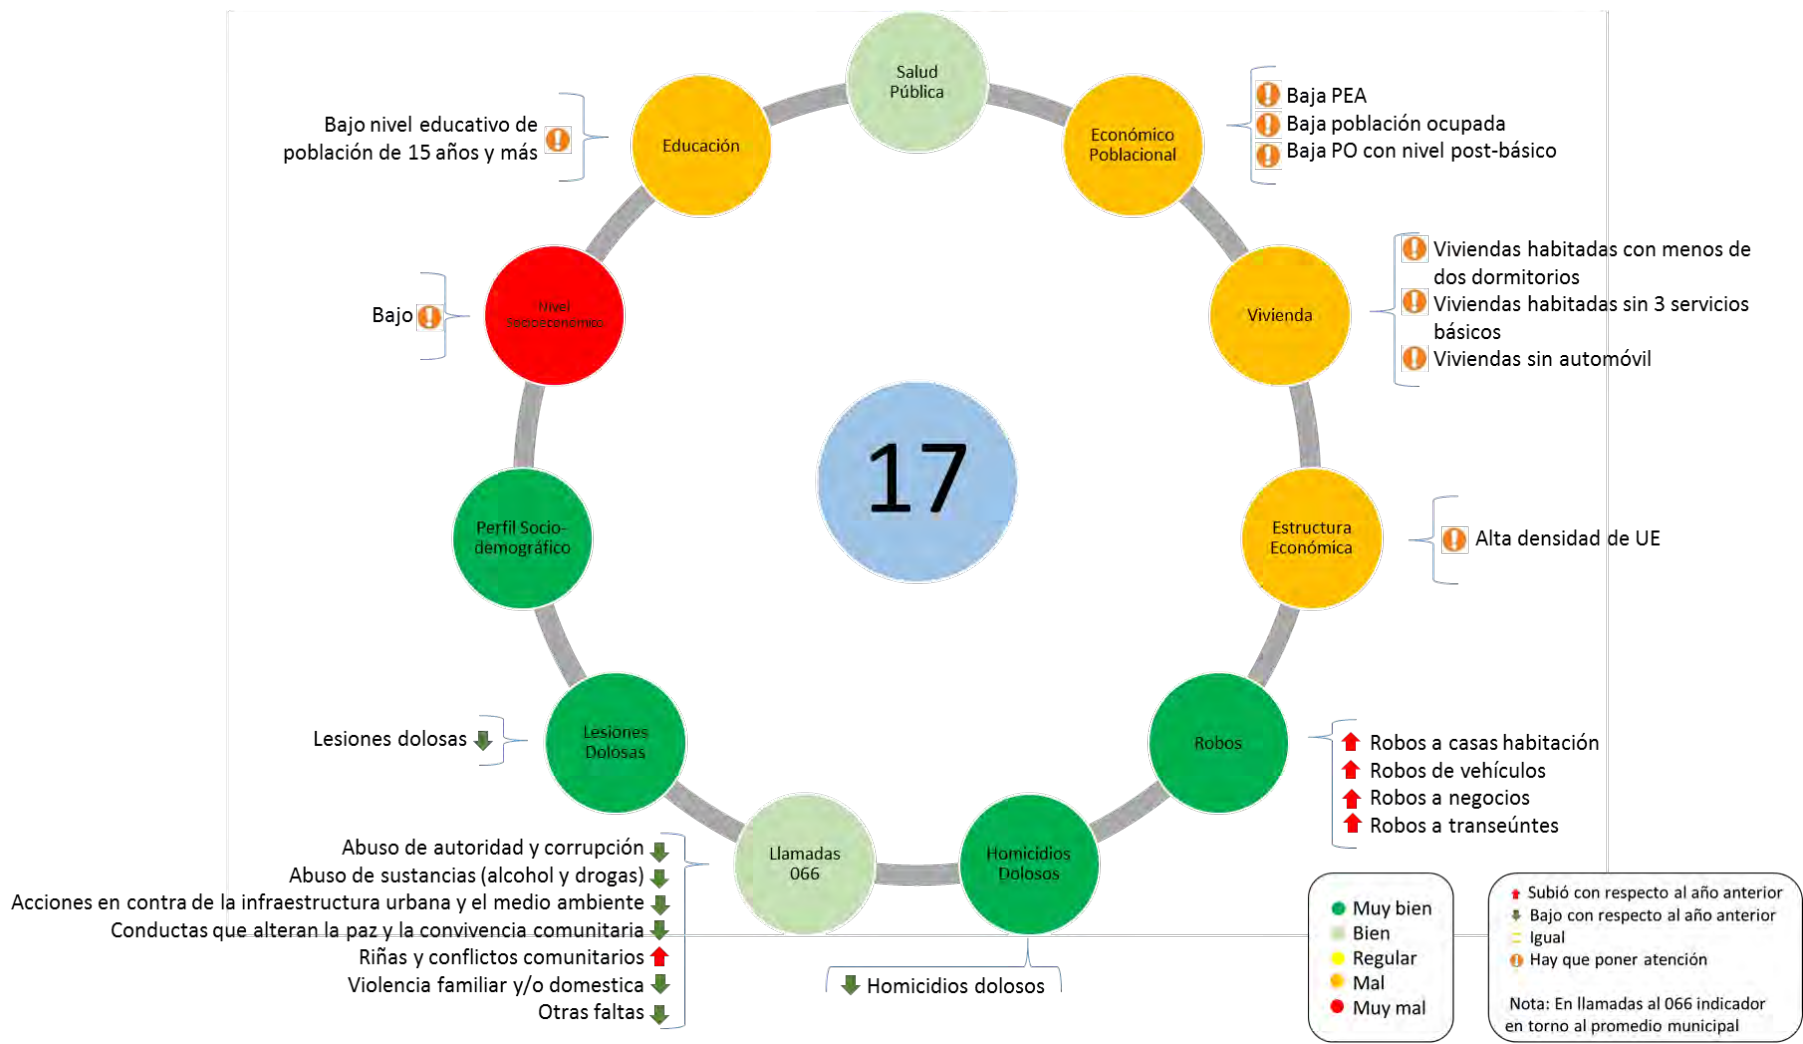 Salud
Pública
Económico
Poblacional
Baja PEA
Baja población ocupada
Baja PO con nivel post-básico
Vivienda
Viviendas habitadas con menos de
dos dormitorios
Viviendas habitadas sin 3 servicios
básicos
Viviendas sin automóvil
Estructura
Económica
Alta densidad de UE
Robos
Robos a casas habitación
Robos de vehículos
Robos a negocios
Robos a transeúntes
Homicidios
Dolosos
Homicidios dolosos
Llamadas
066
Abuso de autoridad y corrupción
Abuso de sustancias (alcohol y drogas)
Acciones en contra de la infraestructura urbana y el medio ambiente
Conductas que alteran la paz y la convivencia comunitaria
Riñas y conflictos comunitarios
Violencia familiar y/o domestica
Otras faltas
Lesiones
Dolosas
Lesiones dolosas
Perfil Socio-
demográfico
Nivel
Socioeconómico
Bajo
Educación
Bajo nivel educativo de
población de 15 años y más
17
Muy bien
Bien
Regular
Mal
Muy mal
Subió con respecto al año anterior
Bajo con respecto al año anterior
Igual
Hay que poner atención
Nota: En llamadas al 066 indicador
en torno al promedio municipal